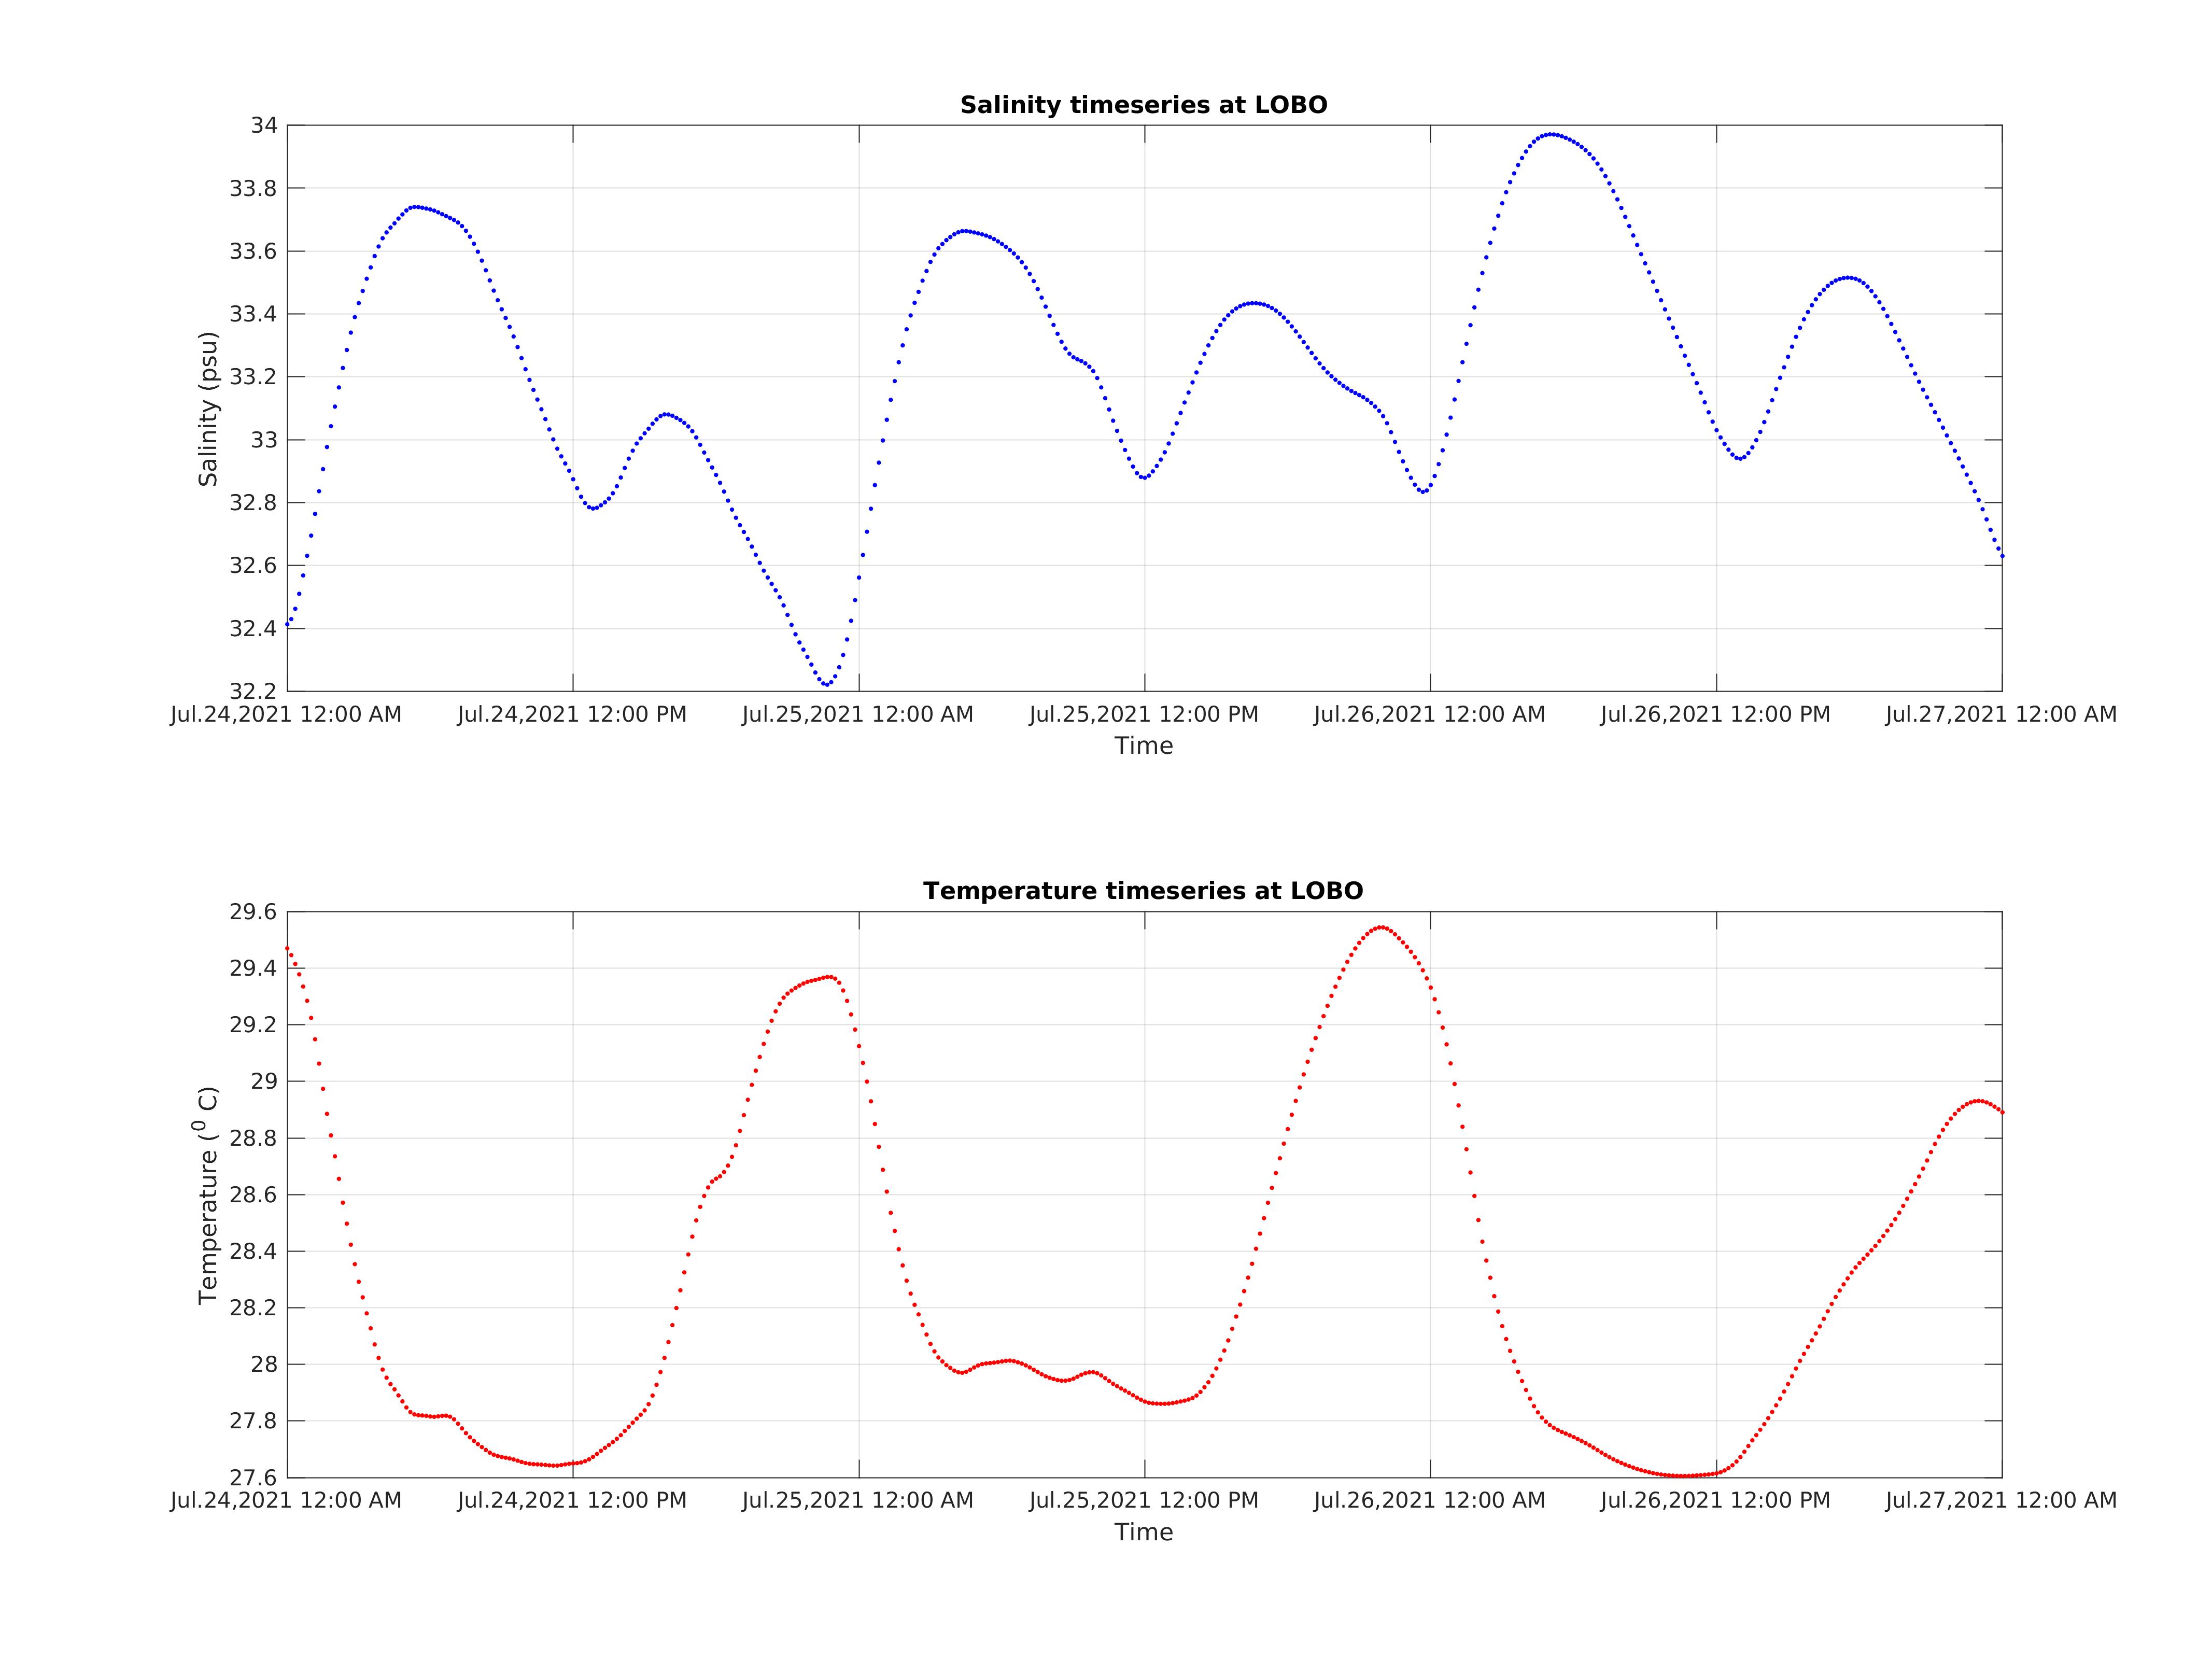 Salinity timeseries at LOBO
34
33.8
33.6
33.4
33.2
33
32.8
32.6
32.4
32.2
Salinity (psu)
Jul.24,2021 12:00 AM Jul.24,2021 12:00 PM Jul.25,2021 12:00 AM Jul.25,2021 12:00 PM Jul.26,2021 12:00 AM Jul.26,2021 12:00 PM Jul.27,2021 12:00 AM
Time
Temperature timeseries at LOBO
29.6
29.4
29.2
29
28.8
28.6
28.4
28.2
28
27.8
27.6
Temperature (⁰ C)
Jul.24,2021 12:00 AM Jul.24,2021 12:00 PM Jul.25,2021 12:00 AM Jul.25,2021 12:00 PM Jul.26,2021 12:00 AM Jul.26,2021 12:00 PM Jul.27,2021 12:00 AM
Time